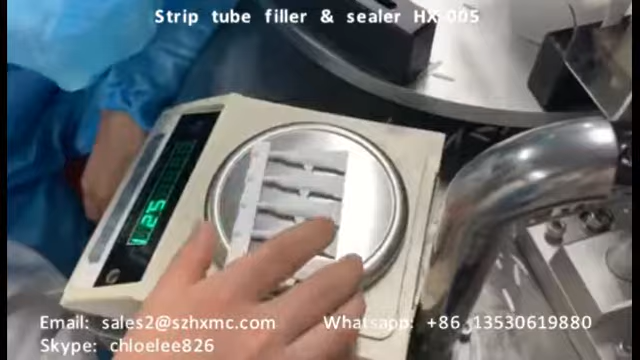 Strip tube filler & sealer HX-005
1.25
Email: sales2@szhxmc.com Whatsapp: +86 13530619880
Skype: chloelee826